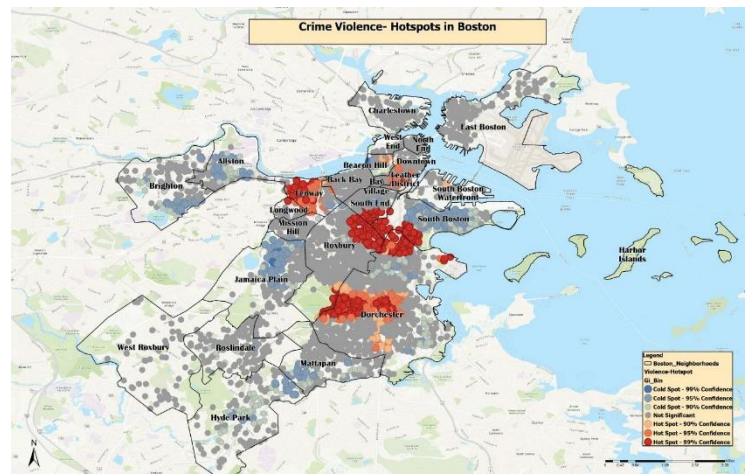 Crime Violence- Hotspots in Boston
Charlestown
East Boston
West
End
North
End
Allston
Beacon Hill
Downtown
Brighton
Back Bay
Leather
District
Bay
Village
Fenway
South Boston
Waterfront
Longwood
South End
South Boston
Mission
Hill
Roxbury
Harbor
Islands
Jamaica Plain
Dorchester
West Roxbury
Roslindale
Mattapan
Hyde Park
Legend
Boston_Neighborhoods
Violence-Hotspot
Gi_Bin
Cold Spot - 99% Confidence
Cold Spot - 95% Confidence
Cold Spot - 90% Confidence
Not Significant
Hot Spot - 90% Confidence
Hot Spot - 95% Confidence
Hot Spot - 99% Confidence
N